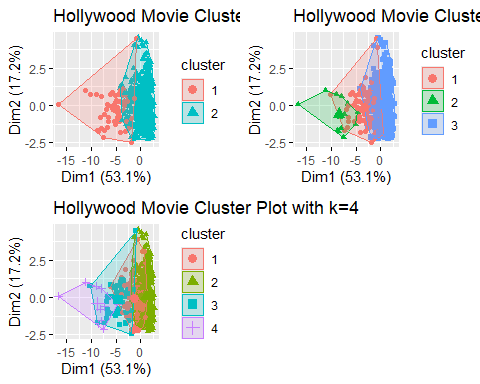 Hollywood Movie Cluste
Dim2 (17.2%)
2.5
0.0
-2.5
-15 -10 -5 0
Dim1 (53.1%)
cluster
1
2
Hollywood Movie Cluste
Dim2 (17.2%)
2.5
0.0
-2.5
-15 -10 -5 0
Dim1 (53.1%)
cluster
1
2
3
Hollywood Movie Cluster Plot with k=4
Dim2 (17.2%)
2.5
0.0
-2.5
-15 -10 -5 0
Dim1 (53.1%)
cluster
1
2
3
4